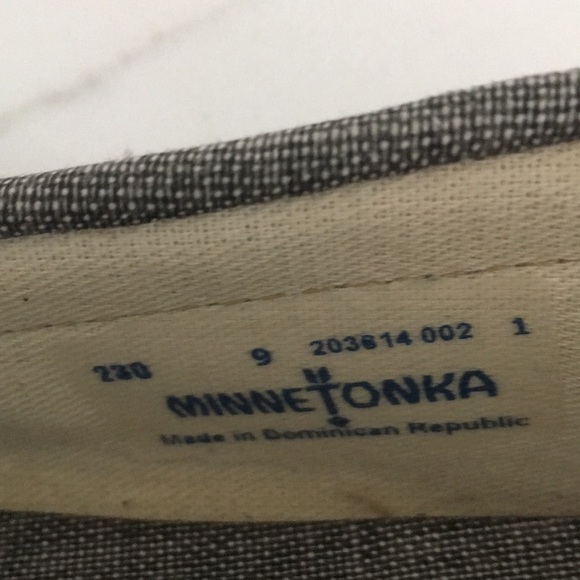 230 9 203614 002 1
MINNETONKA
Made in Dominican Republic